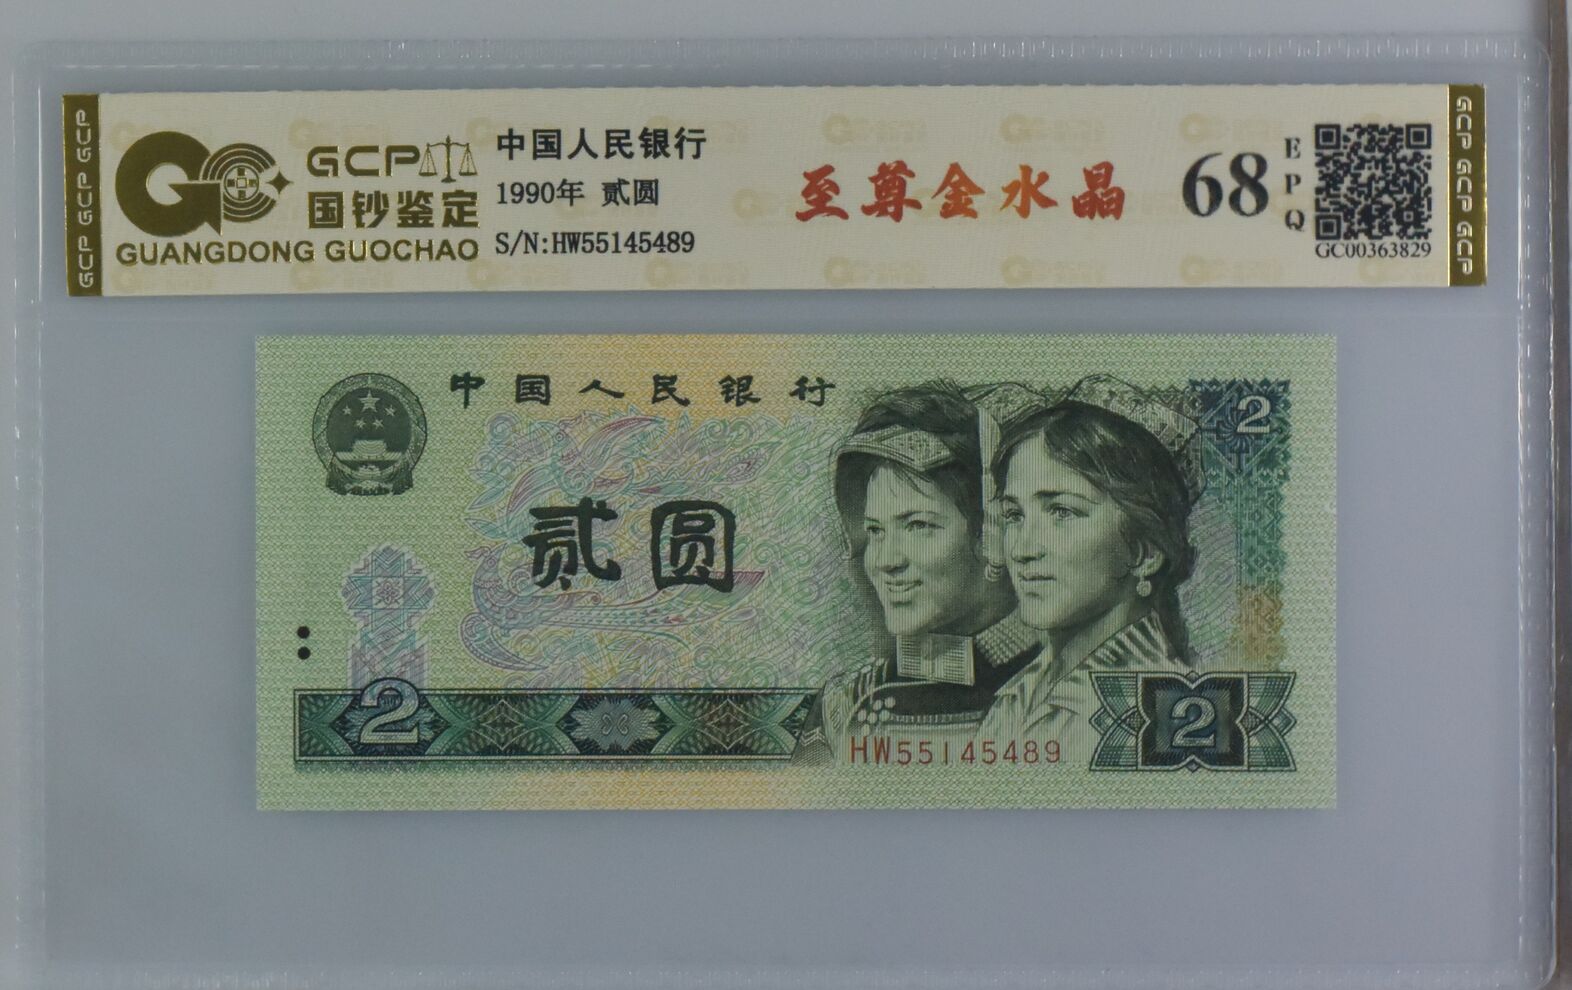 GCP GCP GCP
GCP
国钞鉴定
GUANGDONG GUOCHAO
中国人民银行
1990年 贰圆
S/N:HW55145489
至尊金水晶
68
EPQ
GC00363829
GCP GCP GCP
中国人民银行
2
贰圆
2
HW55145489
2